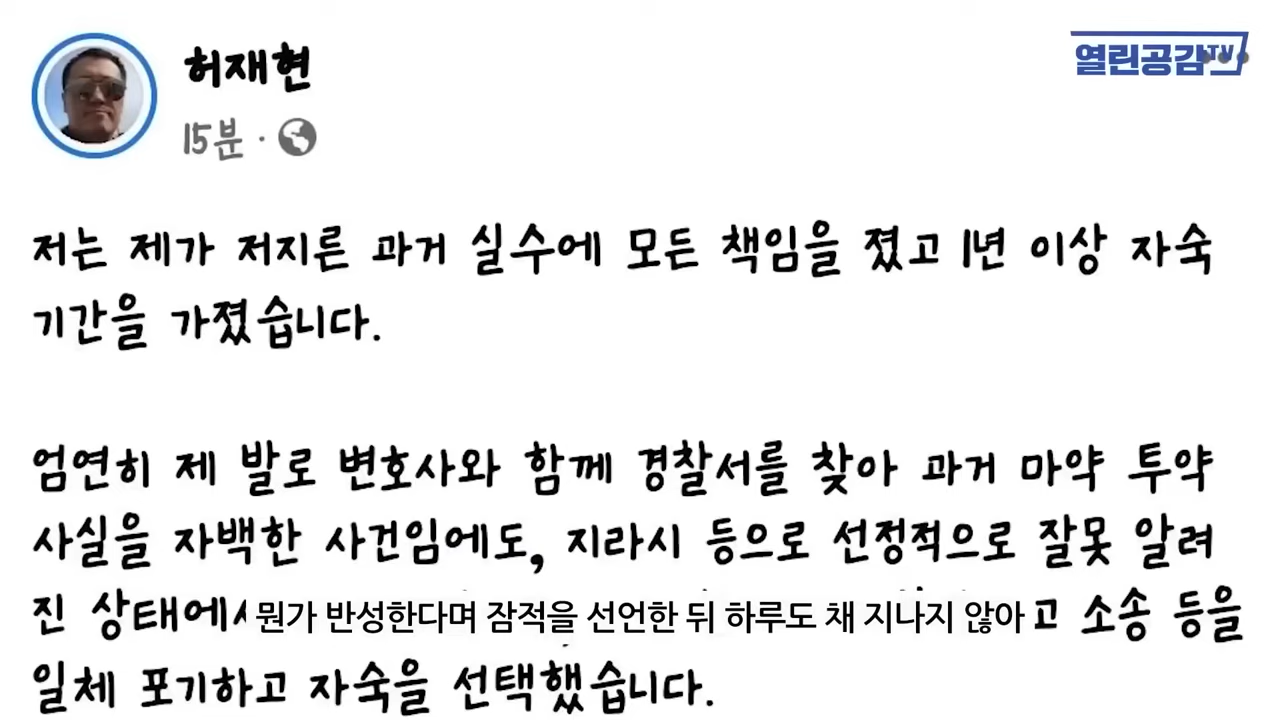 허재현
15분 ·
열린공감TV
저는 제가 저지른 과거 실수에 모든 책임을 졌고 1년 이상 자숙
기간을 가졌습니다.
엄연히 제 발로 변호사와 함께 경찰서를 찾아 과거 마약 투약
사실을 자백한 사건임에도, 지라시 등으로 선정적으로 잘못 알려
진 상태에서 고 소송 등을
뭔가 반성한다며 잠적을 선언한 뒤 하루도 채 지나지 않아
일체 포기하고 자숙을 선택했습니다.